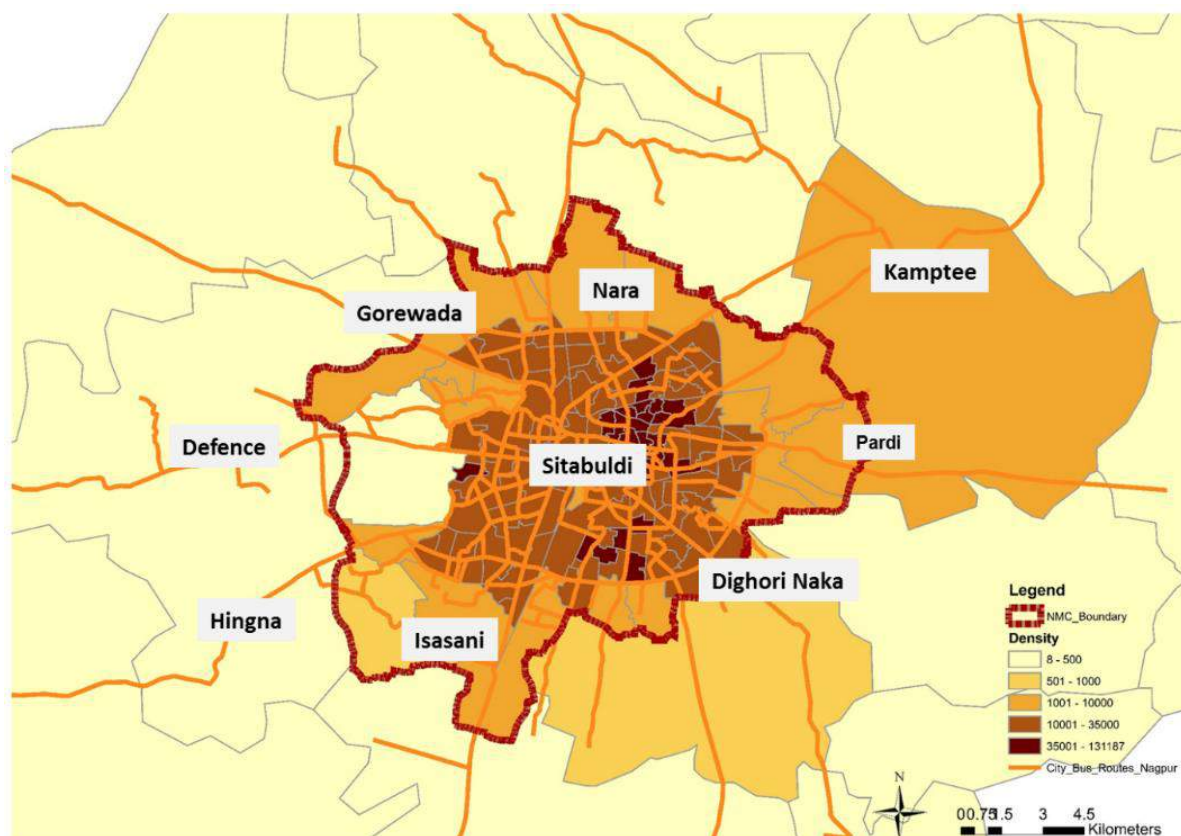 Kamptee
Nara
Gorewada
Defence
Sitabuldi
Pardi
Dighori Naka
Hingna
Isasani
Legend
NMC_Boundary
Density
8 - 500
501 - 1000
1001 - 10000
10001 - 35000
35001 - 131187
City_Bus_Routes_Nagpur
N
3 4.5
Kilometers